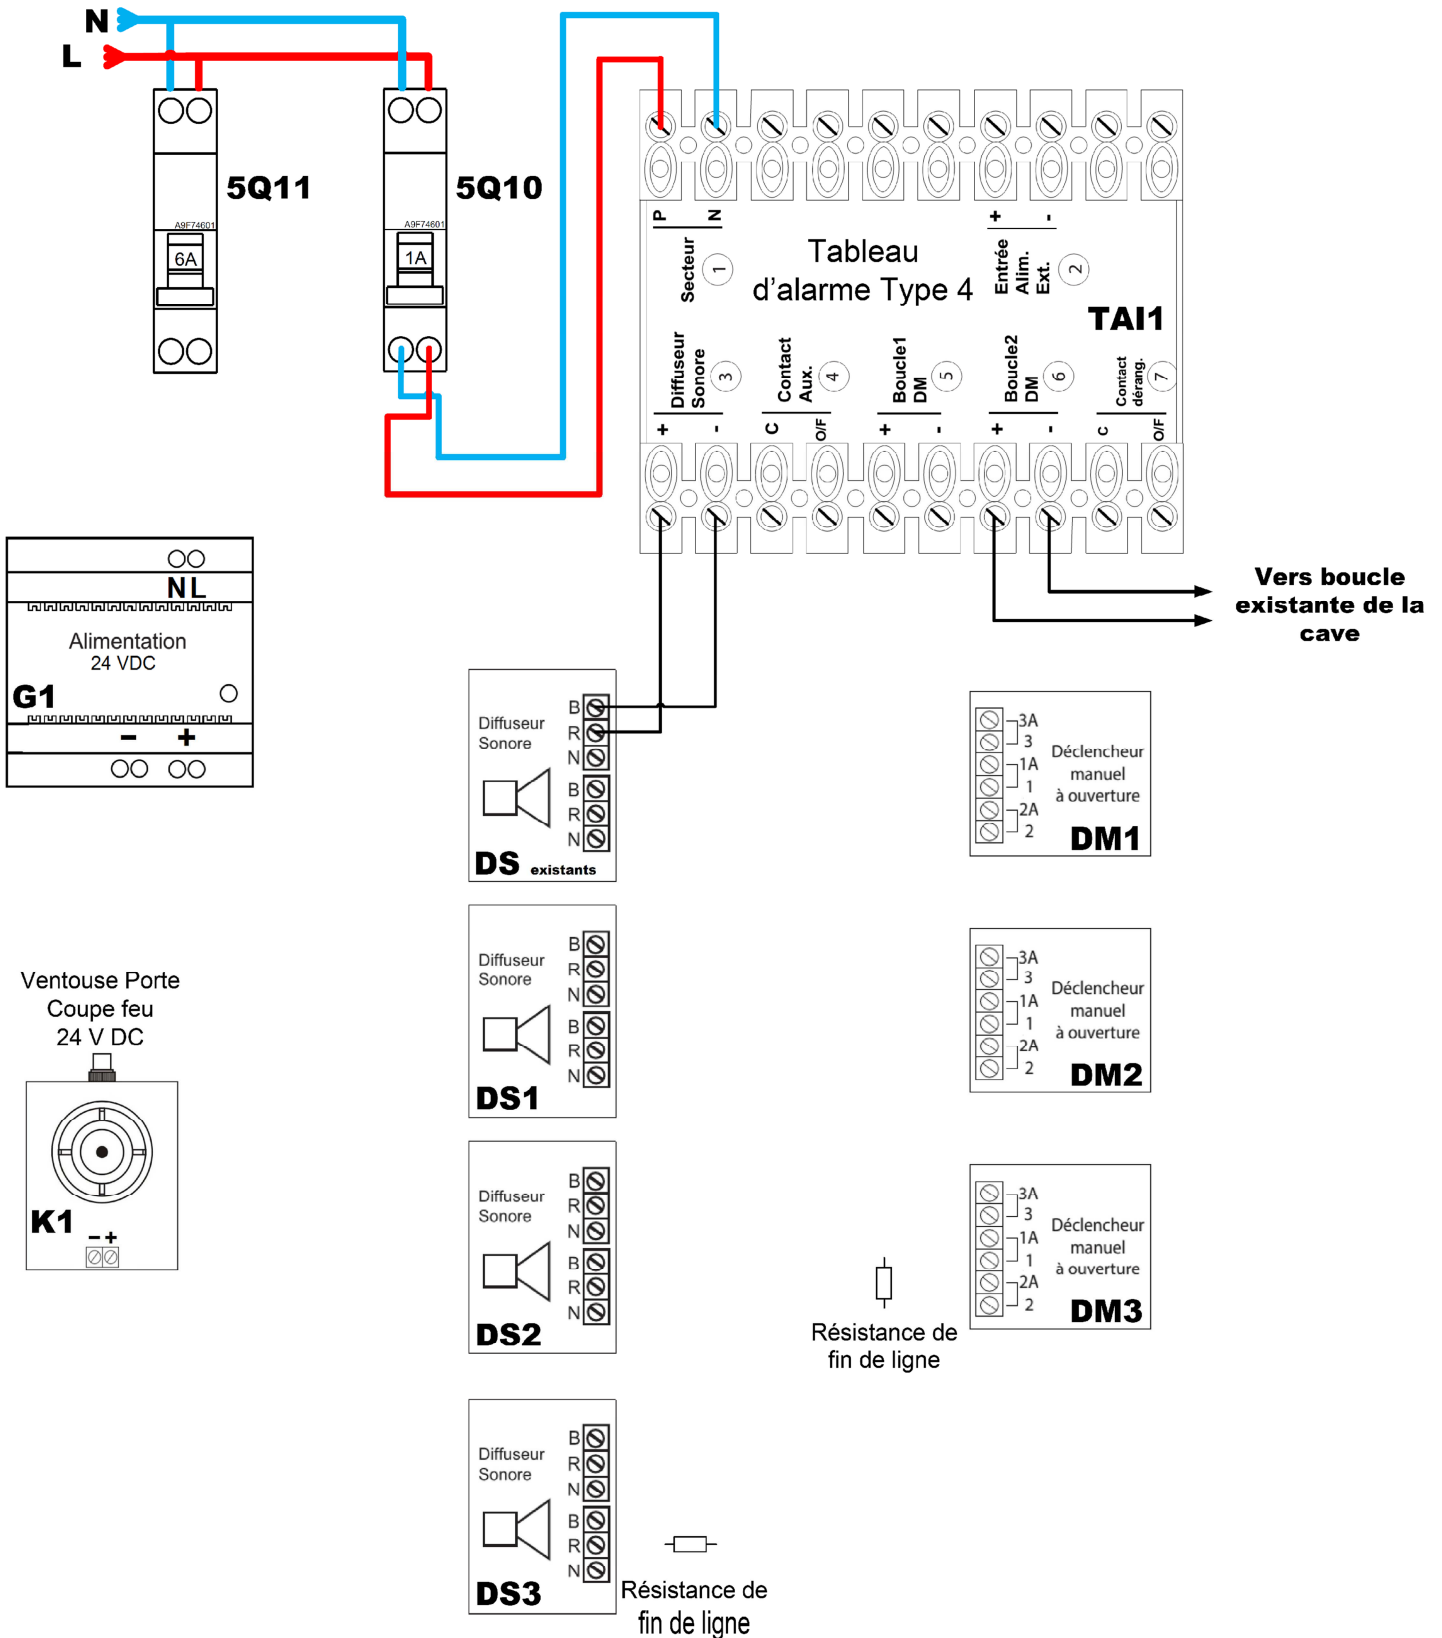 N
L
5Q11
A9F74601
6A
5Q10
A9F74601
1A
P
N
Secteur
1
+
-
Entrée
Alim.
Ext.
2
Tableau
d'alarme Type 4
TAI1
Diffuseur
Sonore
3
+
-
Contact
Aux.
4
C
O/F
Boucle1
DM
5
+
-
Boucle2
DM
6
+
-
Contact
dérang.
7
C
O/F
Vers boucle
existante de la
cave
N L
Alimentation
24 VDC
G1
- +
Ventouse Porte
Coupe feu
24 V DC
K1
- +
Diffuseur
Sonore
B
R
N
B
R
N
DS existants
Diffuseur
Sonore
B
R
N
B
R
N
DS1
Diffuseur
Sonore
B
R
N
B
R
N
DS2
Diffuseur
Sonore
B
R
N
B
R
N
DS3
Résistance de
fin de ligne
3A
3
1A
1
2A
2
Déclencheur
manuel
à ouverture
DM1
3A
3
1A
1
2A
2
Déclencheur
manuel
à ouverture
DM2
3A
3
1A
1
2A
2
Déclencheur
manuel
à ouverture
DM3
Résistance de
fin de ligne